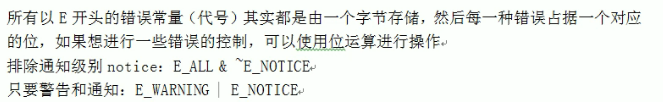 所有以 E 开头的错误常量（代号）其实都是由一个字节存储，然后每一种错误占据一个对应
的位，如果想进行一些错误的控制，可以使用位运算进行操作
排除通知级别 notice：E_ALL & ~E_NOTICE
只要警告和通知：E_WARNING | E_NOTICE